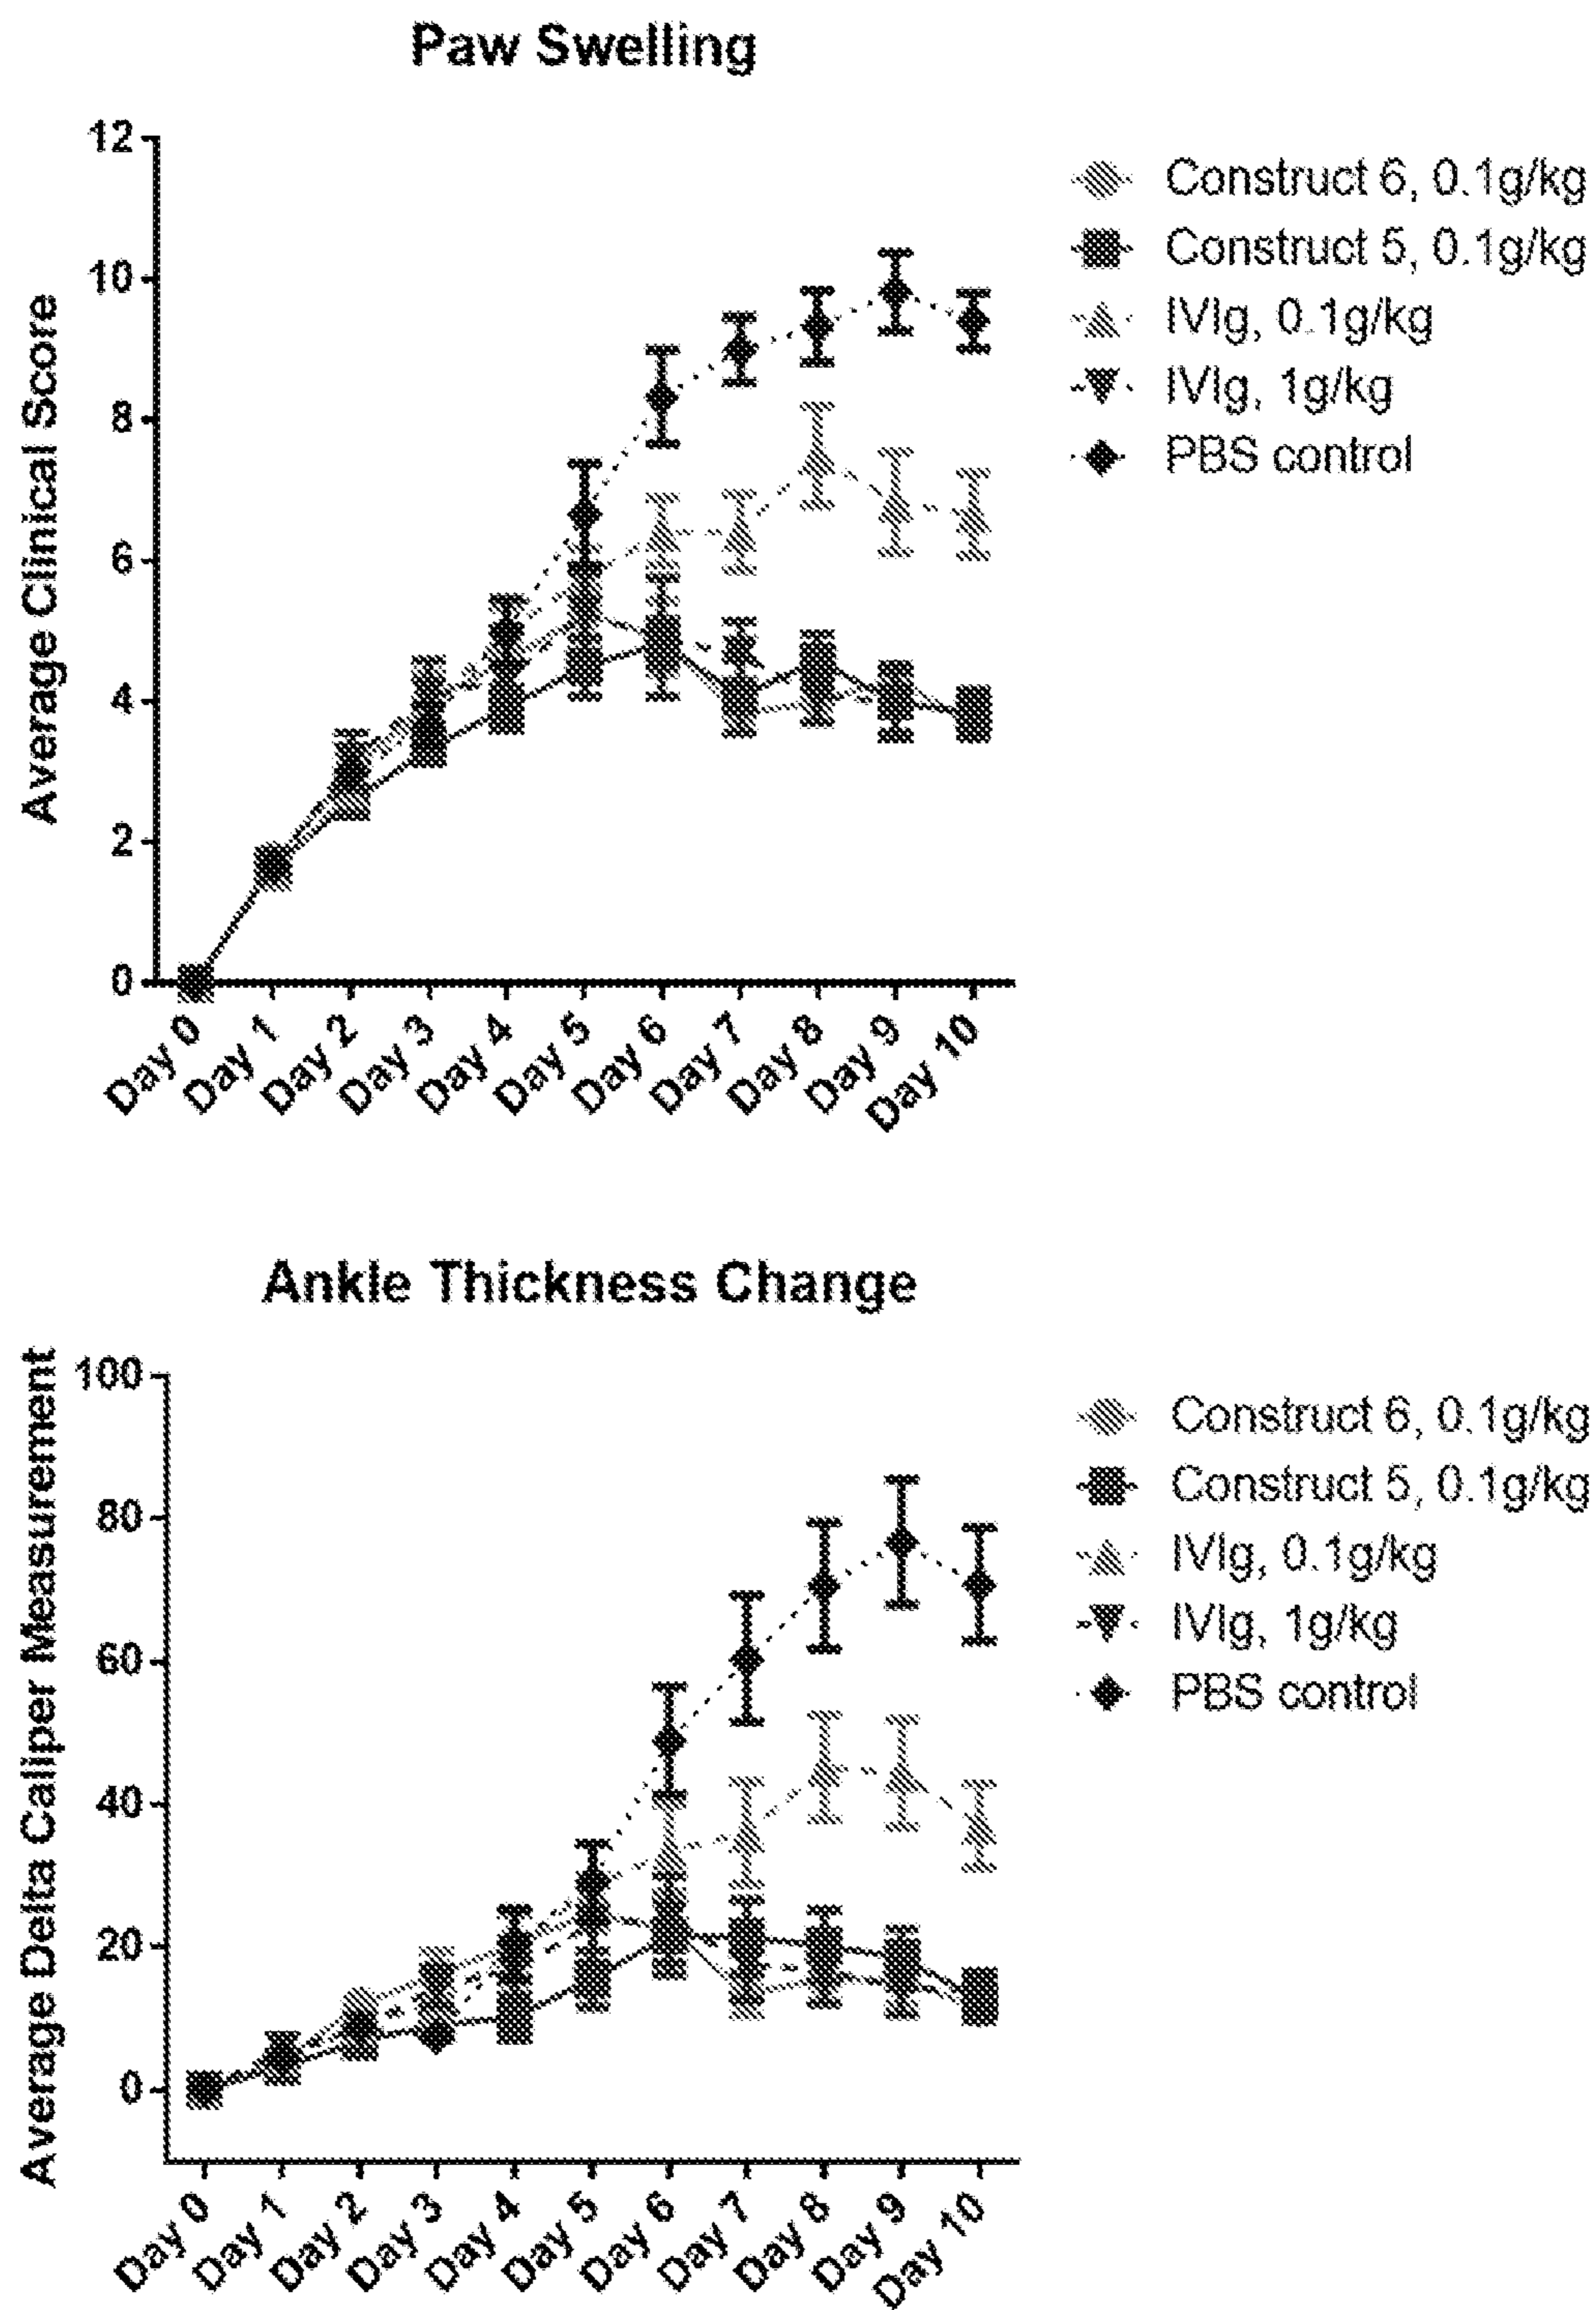 Paw Swelling
Average Clinical Score
12
10
8
6
4
2
0
Day 0
Day 1
Day 2
Day 3
Day 4
Day 5
Day 6
Day 7
Day 8
Day 9
Day 10
Construct 6, 0.1g/kg
Construct 5, 0.1g/kg
IVIg, 0.1g/kg
IVIg, 1g/kg
PBS control
Ankle Thickness Change
Average Delta Caliper Measurement
100
80
60
40
20
0
Day 0
Day 1
Day 2
Day 3
Day 4
Day 5
Day 6
Day 7
Day 8
Day 9
Day 10
Construct 6, 0.1g/kg
Construct 5, 0.1g/kg
IVIg, 0.1g/kg
IVIg, 1g/kg
PBS control